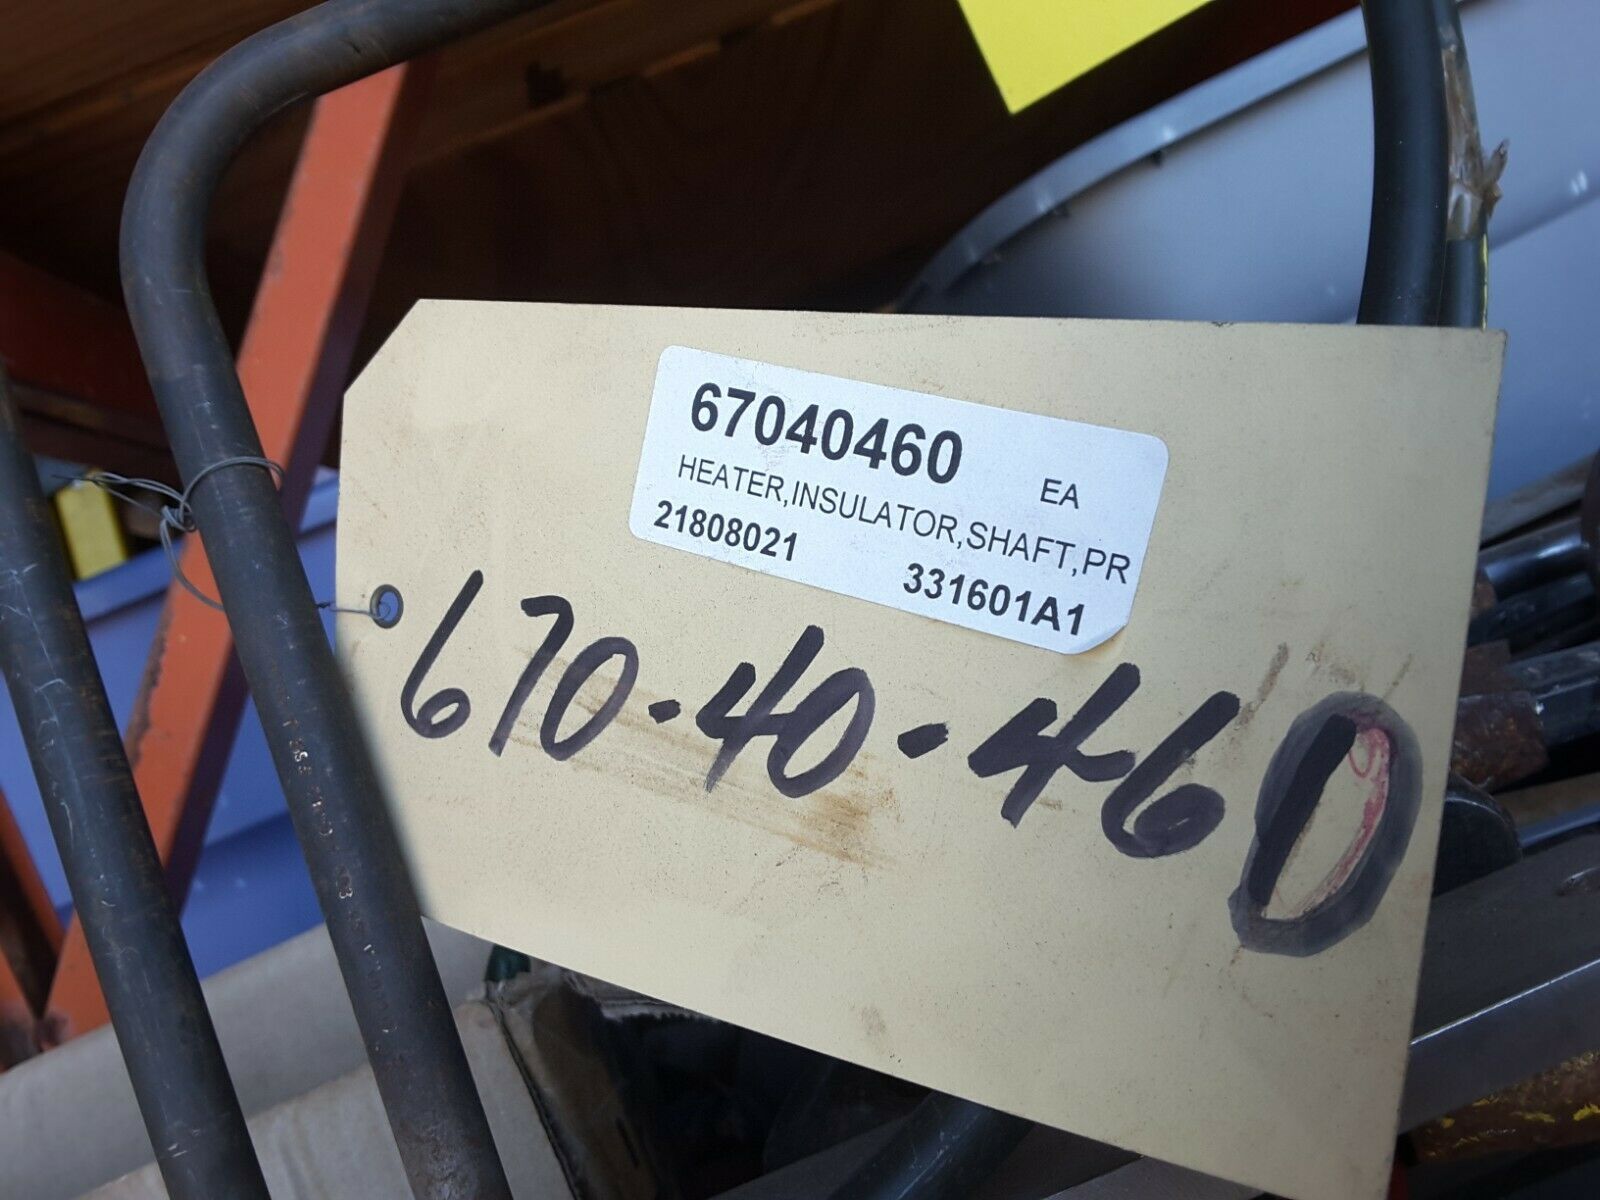 67040460 EA
HEATER,INSULATOR,SHAFT,PR
21808021 331601A1
670-40-460